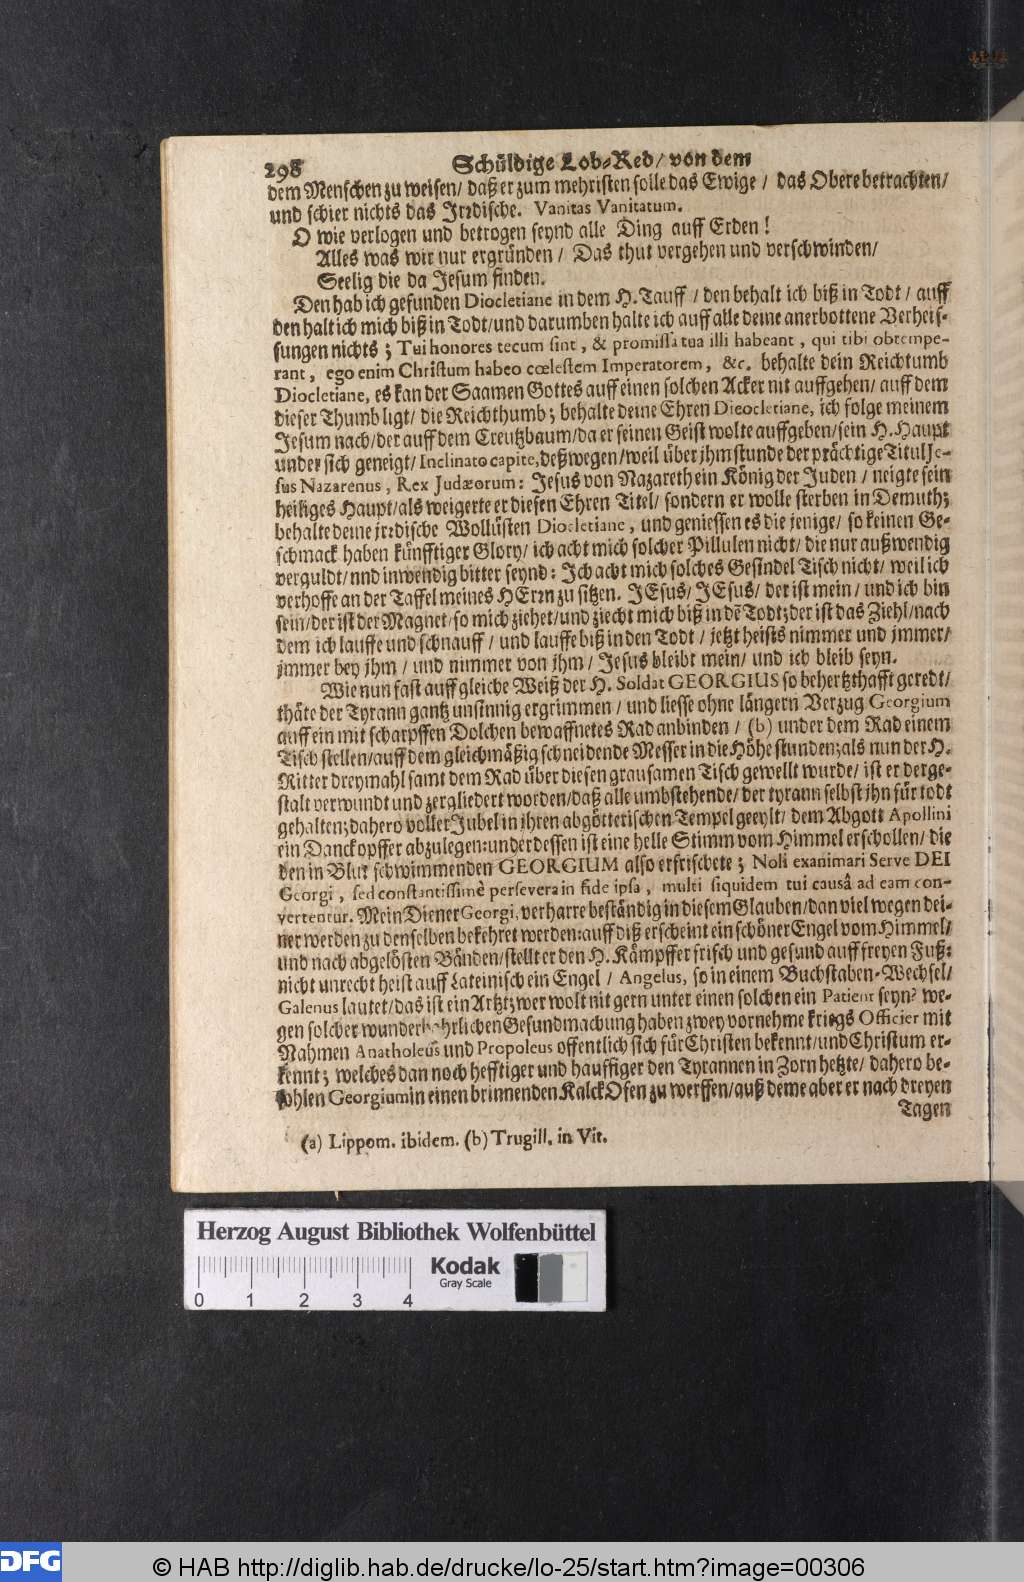 298 Schüldige Lob-Red/ von dem
dem Menschen zu weisen/ daß er zum mehristen solle das Ewige / das Obere betrachten/
und schier nichts das Irrdische. Vanitas Vanitatum.
O wie verlogen und betrogen seynd alle Ding auff Erden!
Alles was wir nur ergründen / Das thut vergehen und verschwinden/
Seelig die da Jesum finden.
Den hab ich gefunden Diocletiane in dem H. Tauff / den behalt ich biß in Todt / auff
den halt ich mich biß in Todt/und darumben halte ich auff alle deine anerbottene Verheis-
sungen nichts; Tui honores tecum sint, & promissa tua illi habeant, qui tibi obtempe-
rant, ego enim Christum habeo cœlestem Imperatorem, &c. behalte dein Reichtumb
Diocletiane, es kan der Saamen Gottes auff einen solchen Acker nit auffgehen/ auff dem
dieser Thumb ligt/ die Reichthumb; behalte deine Ehren Dieocletiane, ich folge meinem
Jesum nach/der auff dem Creutzbaum/da er seinen Geist wolte auffgeben/sein H. Haupt
under sich geneigt/ Inclinato capite, deßwegen/weil über jhm stunde der prächtige Titul Je-
sus Nazarenus, Rex Judæorum: Jesus von Nazareth ein König der Juden / neigte sein
heiliges Haupt/als weigerte er diesen Ehren Titel/ sondern er wolle sterben in Demuth;
behalte deine jrrdische Wollüsten Diocletiane, und geniessen es die jenige/ so keinen Ge-
schmack haben künfftiger Glory/ ich acht mich solcher Pillulen nicht/ die nur außwendig
verguldt/ nnd inwendig bitter seynd: Ich acht mich solches Gesindel Tisch nicht/ weil ich
verhoffe an der Taffel meines HErrn zu sitzen. JEsus/ JEsus/ der ist mein/ und ich bin
sein/der ist der Magnet/so mich ziehet/und ziecht mich biß in dē Todt; der ist das Ziehl/nach
dem ich lauffe und schnauff / und lauffe biß in den Todt / jetzt heists nimmer und jmmer/
jmmer bey jhm / und nimmer von jhm / Jesus bleibt mein/ und ich bleib seyn.
Wie nun fast auff gleiche Weiß der H. Soldat GEORGIUS so behertzthafft geredt/
thäte der Tyrann gantz unsinnig ergrimmen / und liesse ohne längern Verzug Georgium
auff ein mit scharpffen Dolchen bewaffnetes Rad anbinden / (b) under dem Rad einem
Tisch stellen/auff dem gleichmäßig schneidende Messer in die Höhe stunden; als nun der H.
Ritter dreymahl samt dem Rad über diesen grausamen Tisch gewellt wurde/ ist er derge-
stalt verwundt und zergliedert worden/daß alle umbstehende/ der tyrann selbst jhn für todt
gehalten; dahero voller Jubel in jhren abgötterischen Tempel geeylt/ dem Abgott Apollini
ein Danckopffer abzulegen: underdessen ist eine helle Stimm vom Himmel erschollen/ die
den in Blut schwimmenden GEORGIUM also erfrischete; Noli exanimari Serve DEI
Georgi, sed constantissimè persevera in fide ipsa, multi siquidem tui causâ ad eam con-
vertentur. Mein Diener Georgi, verharre beständig in diesem Glauben/dan viel wegen dei-
ner werden zu denselben bekehret werden: auff diß erscheint ein schöner Engel vom Himmel/
und nach abgelösten Bänden/stellt er den H. Kämpffer frisch und gesund auff freyen Fuß:
nicht unrecht heist auff Lateinisch ein Engel / Angelus, so in einem Buchstaben-Wechsel/
Galenus lautet/das ist ein Artzt; wer wolt nit gern unter einen solchen ein Patient seyn? we-
gen solcher Gesundmachung haben zwey vornehme kriegs Officier mit
Nahmen Anatholeus und Propoleus offentlich sich für Christen bekennt/und Christum er-
kennt; welches dan noch hefftiger und häuffiger den Tyrannen in Zorn hetzte/ dahero be-
fohlen Georgium in einen brinnenden Kalck Ofen zu werffen/auß deme aber er nach dreyen
Tagen
(a) Lippom. ibidem. (b) Trugill. in Vit.
Herzog August Bibliothek Wolfenbüttel
Kodak
Gray Scale
0 1 2 3 4
DFG © HAB http://diglib.hab.de/drucke/lo-25/start.htm?image=00306